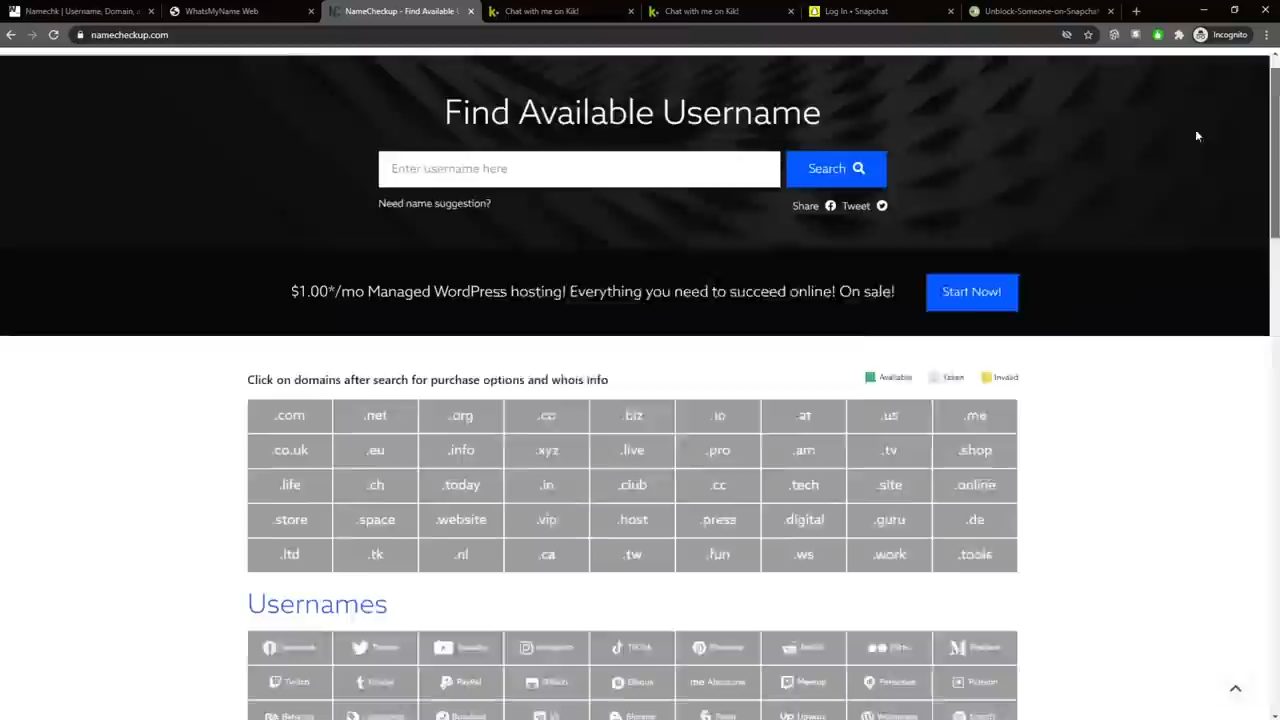 Namechk | Username, Domain, a
WhatsMyName Web
NameCheckup - Find Available U
Chat with me on Kik!
Chat with me on Kik!
Log In • Snapchat
Unblock-Someone-on-Snapchat
namecheckup.com
Incognito
Find Available Username
Enter username here
Search
Need name suggestion?
Share Tweet
$1.00*/mo Managed WordPress hosting! Everything you need to succeed online! On sale!
Start Now!
Click on domains after search for purchase options and whois info
Available Taken Invalid
.com .net .org .co .biz .io .at .us .me
.co.uk .eu .info .xyz .live .pro .am .tv .shop
.life .ch .today .in .club .cc .tech .site .online
.store .space .website .vip .host .press .digital .guru .de
.ltd .tk .nl .ca .tw .fun .ws .work .tools
Usernames
TikTok
Twitch PayPal Disqus Aboutme Meetup